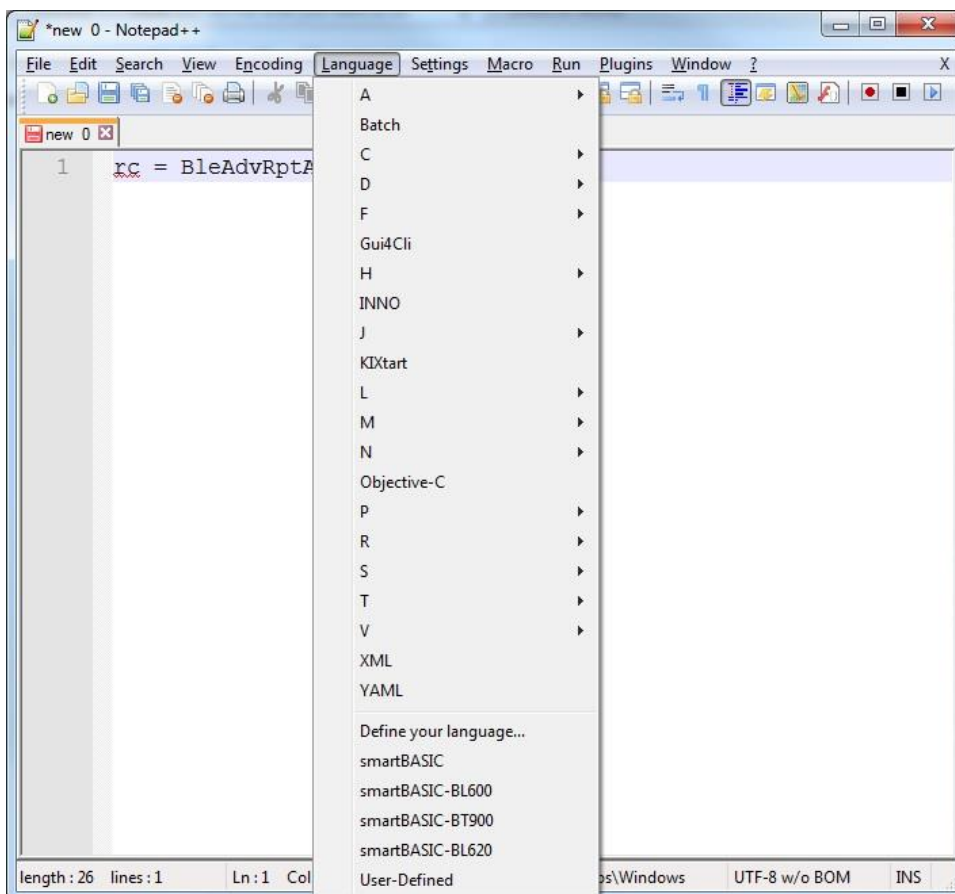 *new 0 - Notepad++
File Edit Search View Encoding Language Settings Macro Run Plugins Window ? X
new 0
1 rc = BleAdvRptA
A
Batch
C
D
F
Gui4Cli
H
INNO
J
KIXtart
L
M
N
Objective-C
P
R
S
T
V
XML
YAML
Define your language...
smartBASIC
smartBASIC-BL600
smartBASIC-BT900
smartBASIC-BL620
User-Defined
length : 26 lines : 1 Ln : 1 Col os\Windows UTF-8 w/o BOM INS